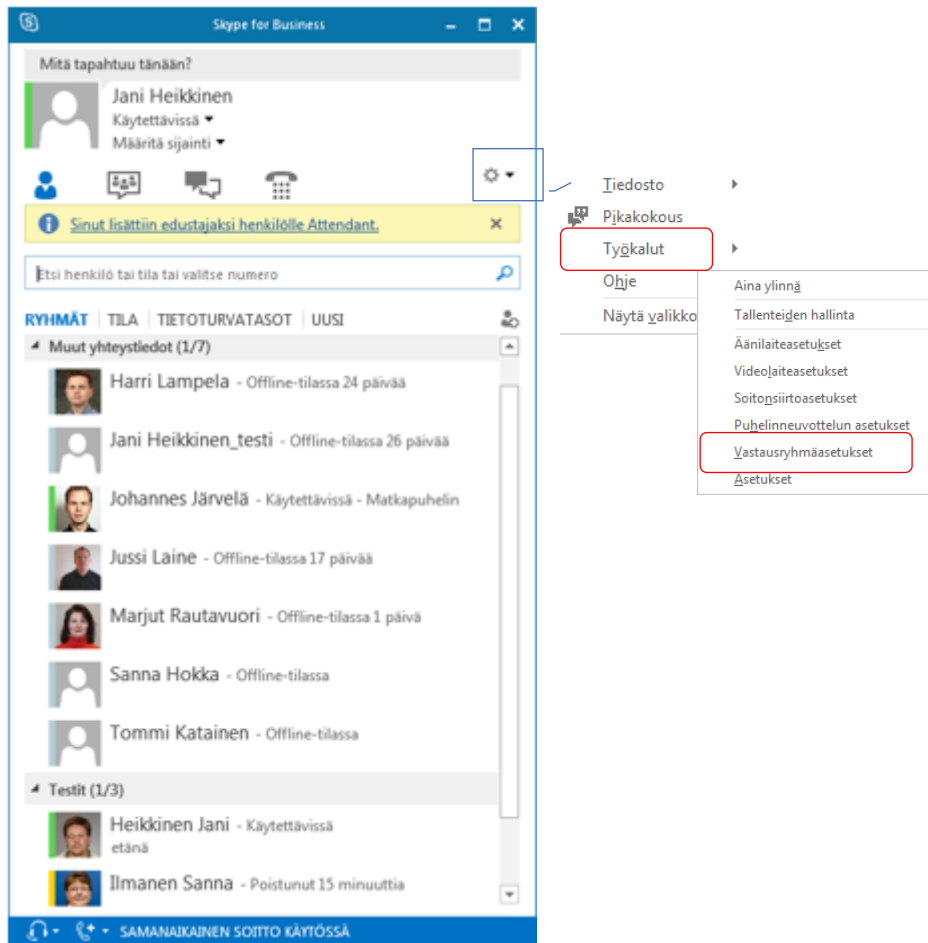 Skype for Business
Mitä tapahtuu tänään?
Jani Heikkinen
Käytettävissä
Määritä sijainti
Sinut lisättiin edustajaksi henkilölle Attendant.
Etsi henkilö tai tila tai valitse numero
RYHMÄT TILA TIETOTURVATASOT UUSI
Muut yhteystiedot (1/7)
Harri Lampela - Offline-tilassa 24 päivää
Jani Heikkinen_testi - Offline-tilassa 26 päivää
Johannes Järvelä - Käytettävissä - Matkapuhelin
Jussi Laine - Offline-tilassa 17 päivää
Marjut Rautavuori - Offline-tilassa 1 päivä
Sanna Hokka - Offline-tilassa
Tommi Katainen - Offline-tilassa
Testit (1/3)
Heikkinen Jani - Käytettävissä
etänä
Ilmanen Sanna - Poistunut 15 minuuttia
SAMANAIKAINEN SOITTO KÄYTÖSSÄ
Tiedosto
Pikakokous
Työkalut
Ohje
Näytä valikko
Aina ylinnä
Tallenteiden hallinta
Äänilaiteasetukset
Videolaiteasetukset
Soitonsiirtoasetukset
Puhelinneuvottelun asetukset
Vastausryhmäasetukset
Asetukset